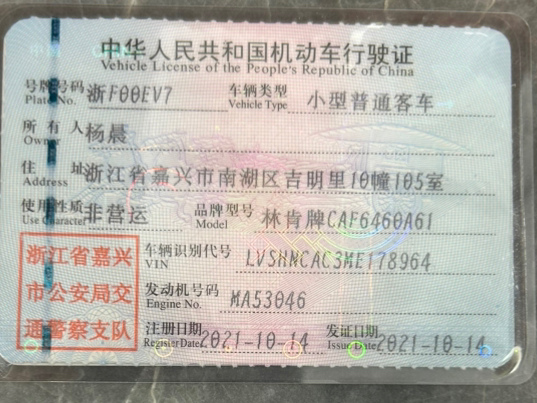 中华人民共和国机动车行驶证
Vehicle License of the People's Republic of China
号牌号码 浙F00EV7 车辆类型 小型普通客车
Plate No. Vehicle Type
所有人 杨晨
Owner
住址 浙江省嘉兴市南湖区吉明里10幢105室
Address
使用性质 非营运 品牌型号 林肯牌CAF6460A61
Use Character Model
浙江省嘉兴
市公安局交
通警察支队
车辆识别代号 LVSHNCAC3ME178964
VIN
发动机号码 MA53046
Engine No.
注册日期 2021-10-14 发证日期 2021-10-14
Register Date Issue Date